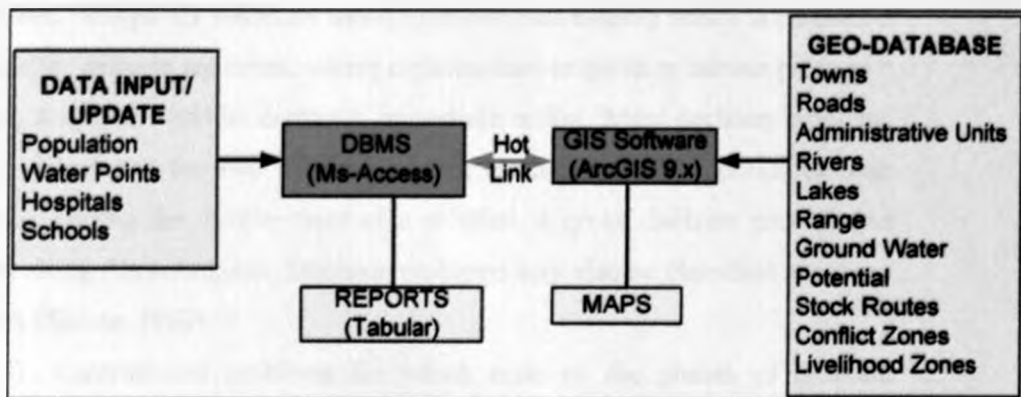 DATA INPUT/
UPDATE
Population
Water Points
Hospitals
Schools
DBMS
(Ms-Access)
Hot
Link
GIS Software
(ArcGIS 9.x)
REPORTS
(Tabular)
MAPS
GEO-DATABASE
Towns
Roads
Administrative Units
Rivers
Lakes
Range
Ground Water
Potential
Stock Routes
Conflict Zones
Livelihood Zones